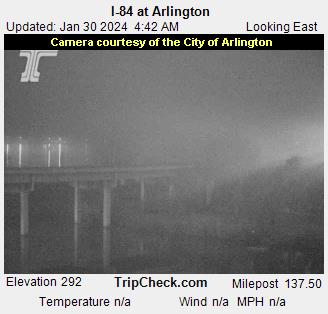 I-84 at Arlington
Updated: Jan 30 2024 4:42 AM Looking East
Camera courtesy of the City of Arlington
Elevation 292 TripCheck.com Milepost 137.50
Temperature n/a Wind n/a MPH n/a